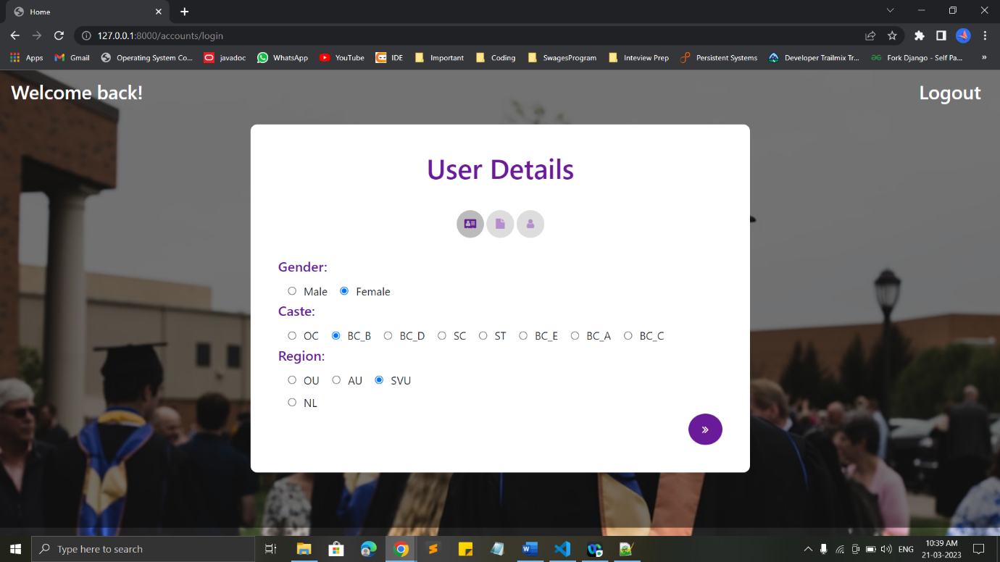 Home
127.0.0.1:8000/accounts/login
Apps Gmail Operating System Co... javadoc WhatsApp YouTube IDE Important Coding SwagesProgram Inteview Prep Persistent Systems Developer Trailmix Tr... Fork Django - Self Pa... »
Welcome back! Logout
User Details
Gender:
Male Female
Caste:
OC BC_B BC_D SC ST BC_E BC_A BC_C
Region:
OU AU SVU
NL
»
Type here to search
ENG
10:39 AM
21-03-2023